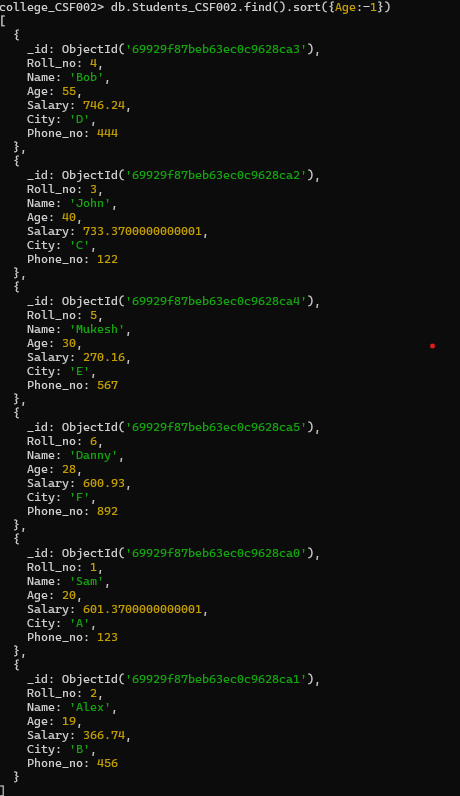 college_CSF002> db.Students_CSF002.find().sort({Age:-1})
[
  {
    _id: ObjectId('69929f87beb63ec0c9628ca3'),
    Roll_no: 4,
    Name: 'Bob',
    Age: 55,
    Salary: 746.24,
    City: 'D',
    Phone_no: 444
  },
  {
    _id: ObjectId('69929f87beb63ec0c9628ca2'),
    Roll_no: 3,
    Name: 'John',
    Age: 40,
    Salary: 733.3700000000001,
    City: 'C',
    Phone_no: 122
  },
  {
    _id: ObjectId('69929f87beb63ec0c9628ca4'),
    Roll_no: 5,
    Name: 'Mukesh',
    Age: 30,
    Salary: 270.16,
    City: 'E',
    Phone_no: 567
  },
  {
    _id: ObjectId('69929f87beb63ec0c9628ca5'),
    Roll_no: 6,
    Name: 'Danny',
    Age: 28,
    Salary: 600.93,
    City: 'F',
    Phone_no: 892
  },
  {
    _id: ObjectId('69929f87beb63ec0c9628ca0'),
    Roll_no: 1,
    Name: 'Sam',
    Age: 20,
    Salary: 601.3700000000001,
    City: 'A',
    Phone_no: 123
  },
  {
    _id: ObjectId('69929f87beb63ec0c9628ca1'),
    Roll_no: 2,
    Name: 'Alex',
    Age: 19,
    Salary: 366.74,
    City: 'B',
    Phone_no: 456
  }
]